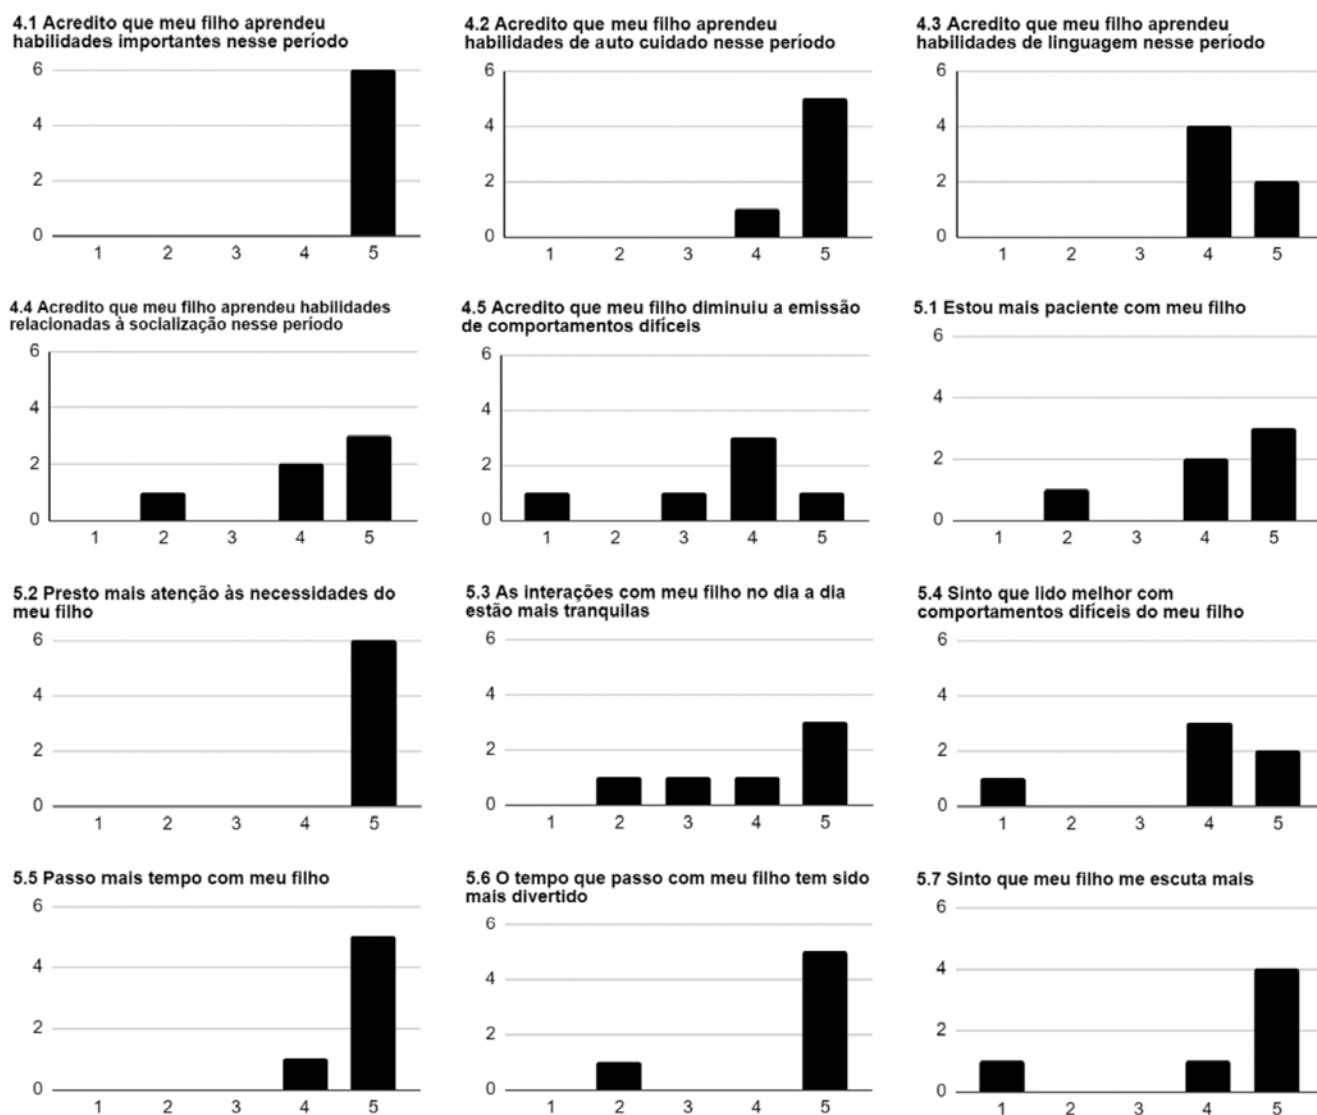 4.1 Acredito que meu filho aprendeu
habilidades importantes nesse período
6
4
2
0
1 2 3 4 5
4.2 Acredito que meu filho aprendeu
habilidades de auto cuidado nesse período
6
4
2
0
1 2 3 4 5
4.3 Acredito que meu filho aprendeu
habilidades de linguagem nesse período
6
4
2
0
1 2 3 4 5
4.4 Acredito que meu filho aprendeu habilidades
relacionadas à socialização nesse período
6
4
2
0
1 2 3 4 5
4.5 Acredito que meu filho diminuiu a emissão
de comportamentos difíceis
6
4
2
0
1 2 3 4 5
5.1 Estou mais paciente com meu filho
6
4
2
0
1 2 3 4 5
5.2 Presto mais atenção às necessidades do
meu filho
6
4
2
0
1 2 3 4 5
5.3 As interações com meu filho no dia a dia
estão mais tranquilas
6
4
2
0
1 2 3 4 5
5.4 Sinto que lido melhor com
comportamentos difíceis do meu filho
6
4
2
0
1 2 3 4 5
5.5 Passo mais tempo com meu filho
6
4
2
0
1 2 3 4 5
5.6 O tempo que passo com meu filho tem sido
mais divertido
6
4
2
0
1 2 3 4 5
5.7 Sinto que meu filho me escuta mais
6
4
2
0
1 2 3 4 5